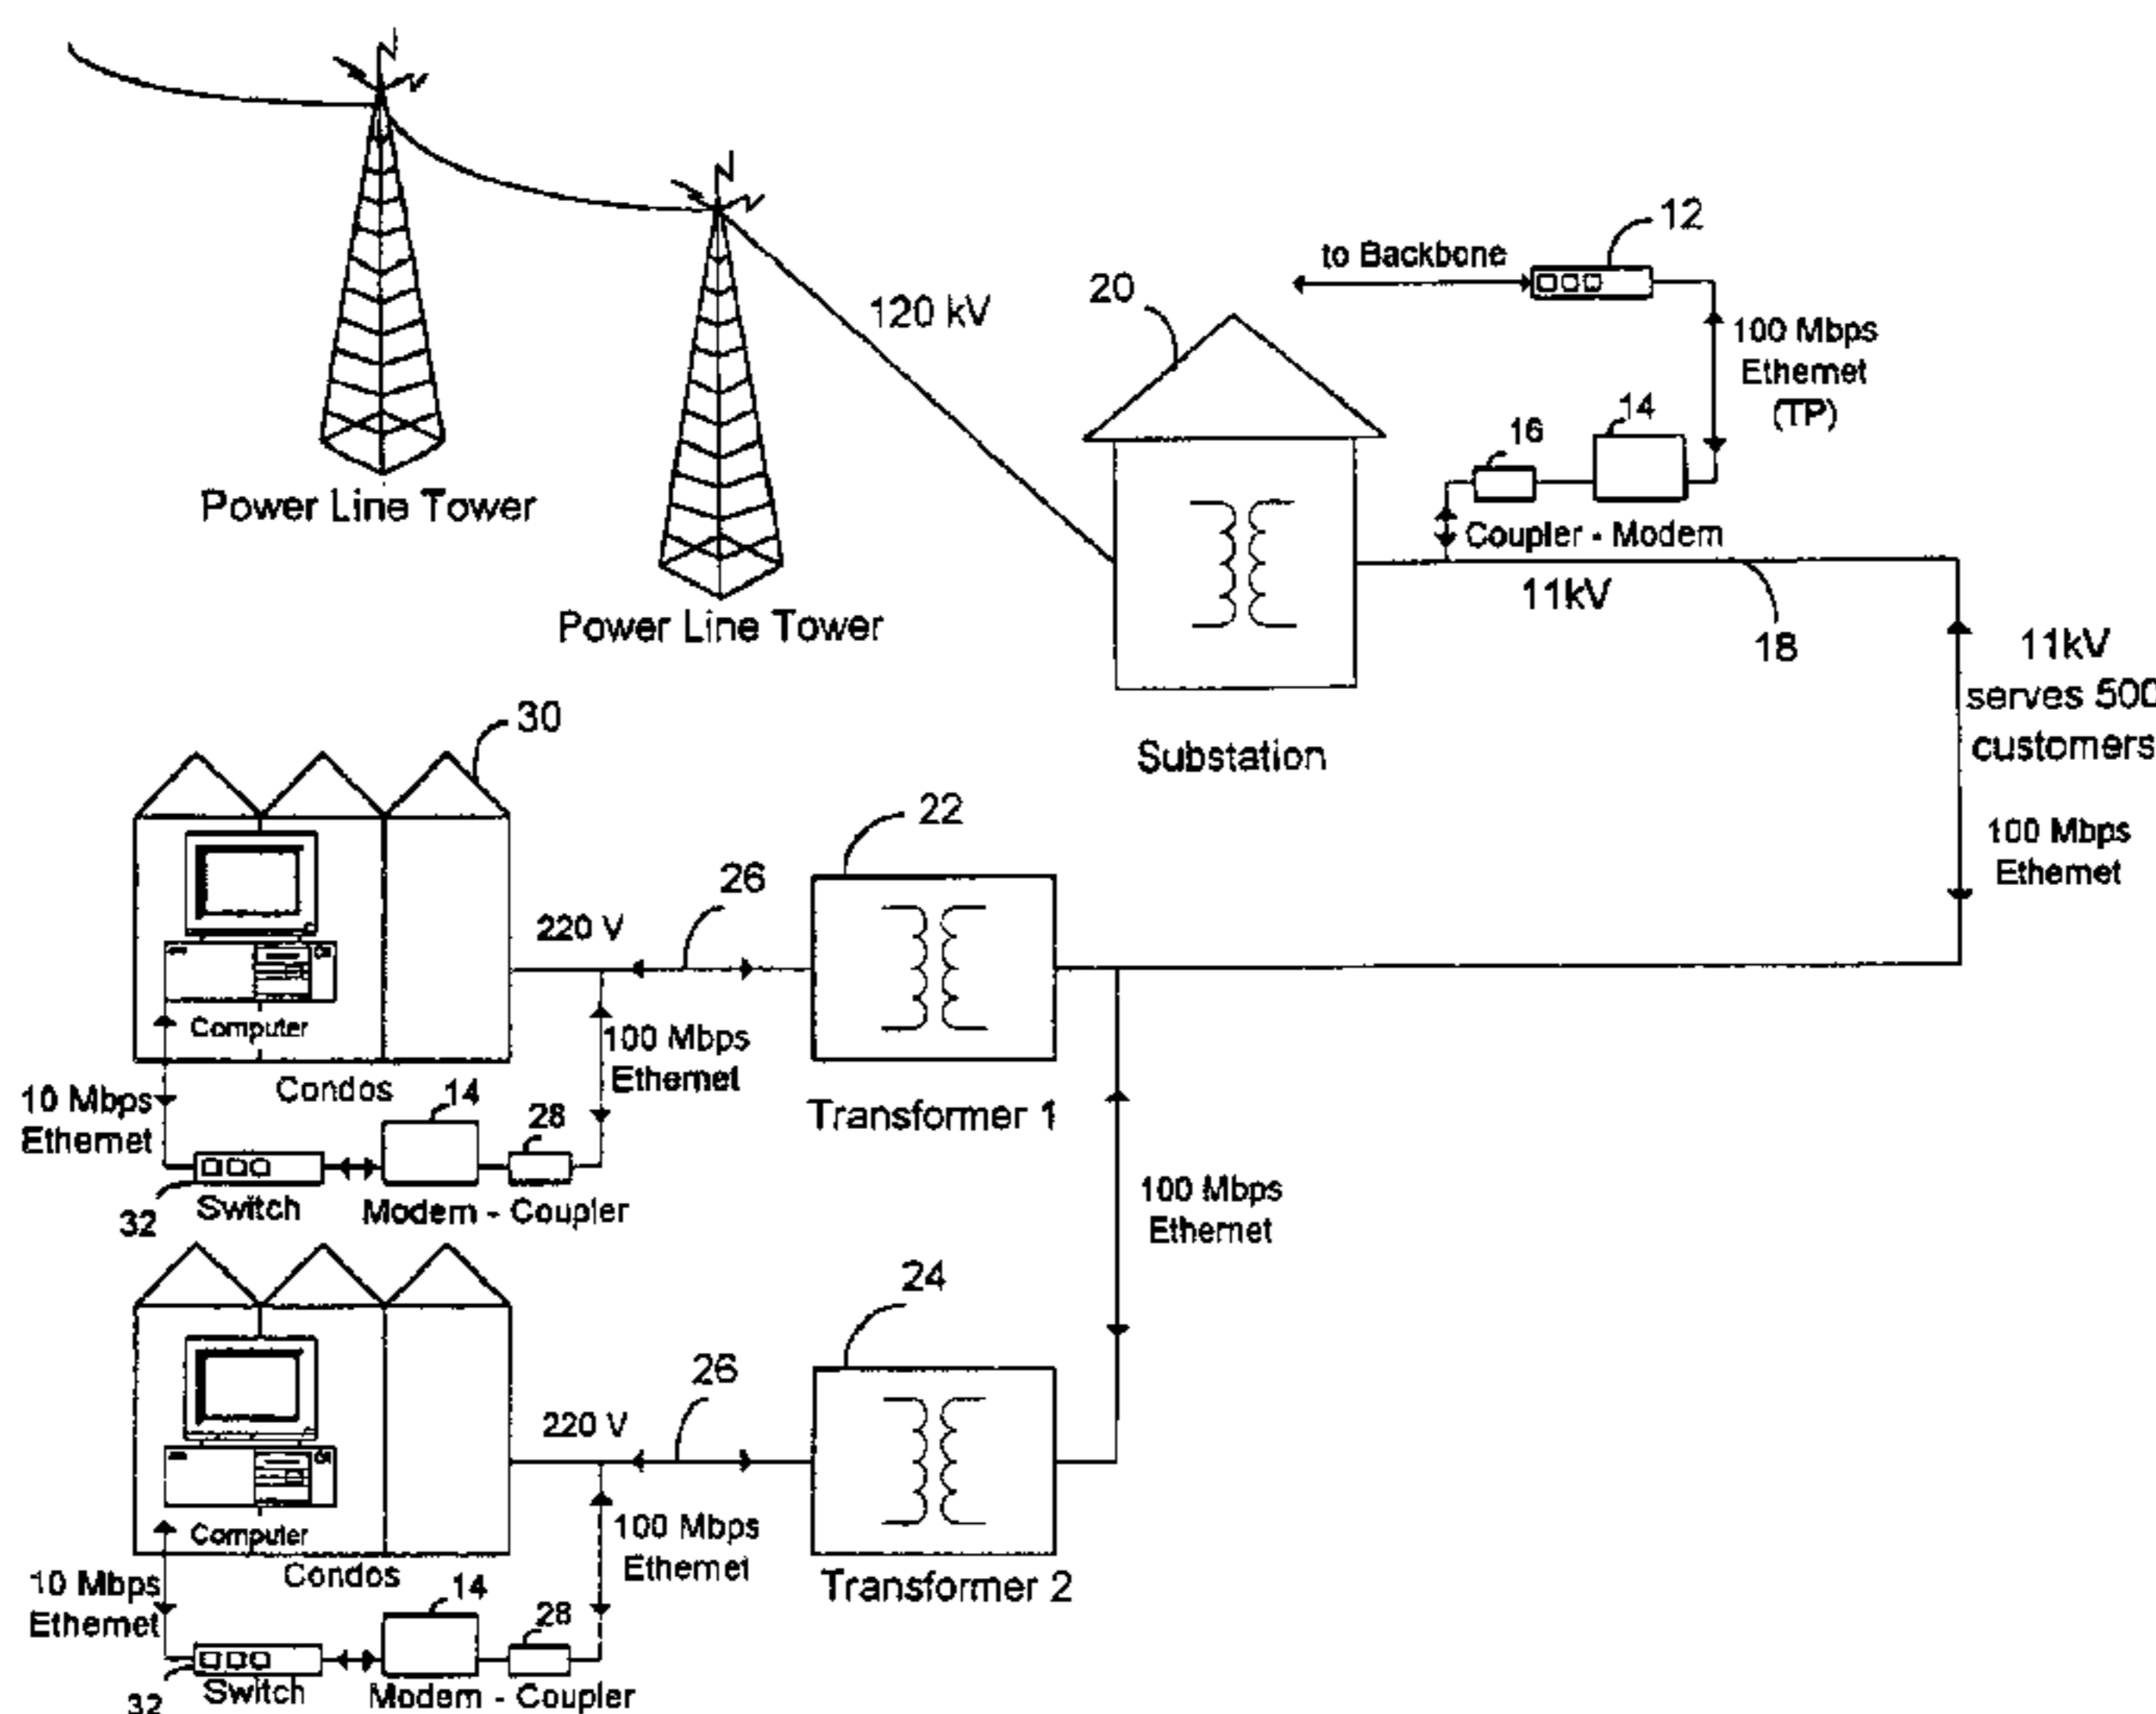 12
to Backbone
20
120 kV
100 Mbps
Ethernet
(TP)
14
16
Power Line Tower
Coupler - Modem
11kV
Power Line Tower
18
11kV
serves 500
customers
Substation
30
22
100 Mbps
Ethernet
26
220 V
Computer
100 Mbps
Ethernet
Condos
14
10 Mbps
Ethernet
28
Transformer 1
Switch
32
Modem - Coupler
100 Mbps
Ethernet
24
26
220 V
Computer
100 Mbps
Ethernet
Condos
14
10 Mbps
Ethernet
28
Transformer 2
Switch
32
Modem - Coupler